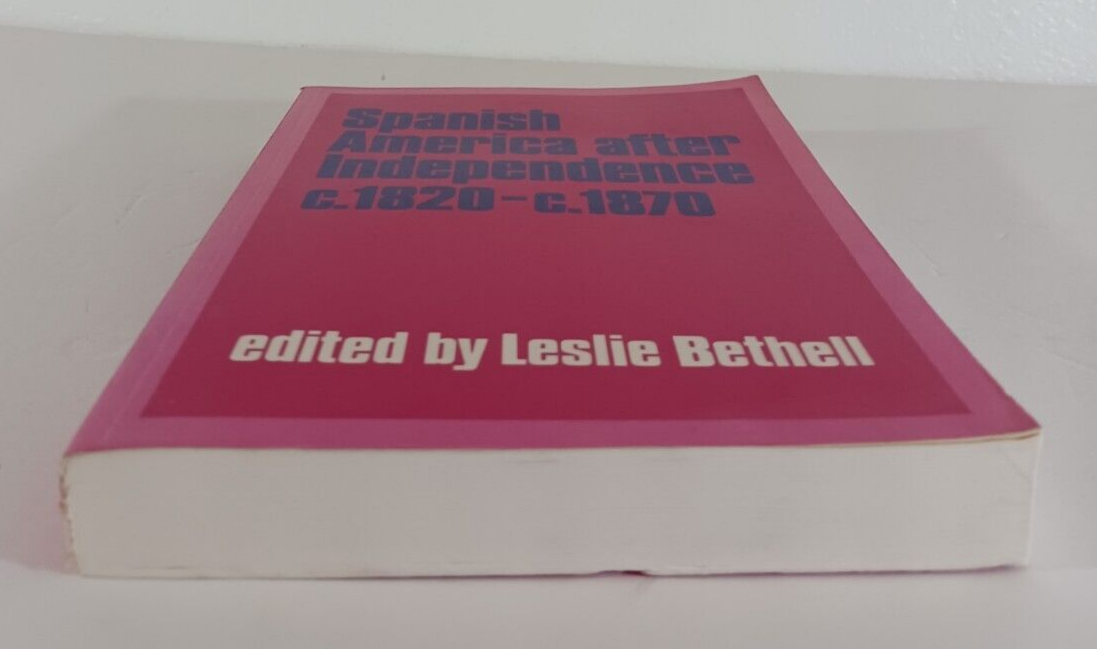 Spanish
America after
Independence
c.1820-c.1870
edited by Leslie Bethell